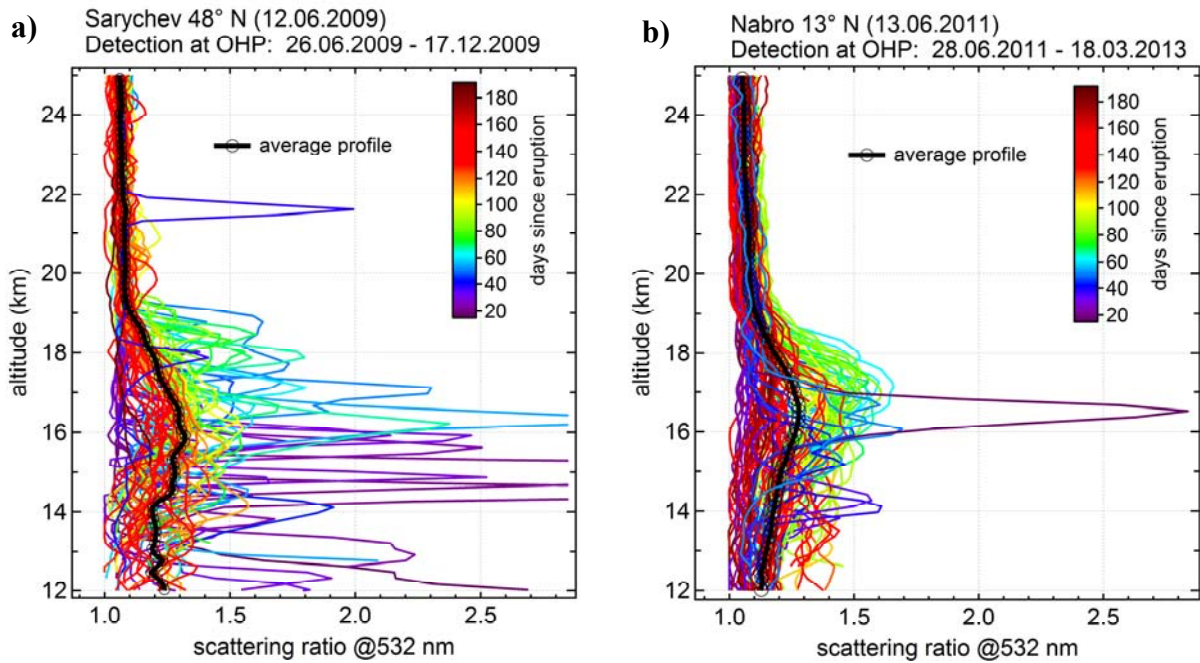 a)
Sarychev 48° N (12.06.2009)
Detection at OHP: 26.06.2009 - 17.12.2009
24
22
20
18
16
14
12
altitude (km)
average profile
180
160
140
120
100
80
60
40
20
days since eruption
1.0
1.5
2.0
2.5
scattering ratio @532 nm
b)
Nabro 13° N (13.06.2011)
Detection at OHP: 28.06.2011 - 18.03.2013
24
22
20
18
16
14
12
altitude (km)
average profile
180
160
140
120
100
80
60
40
20
days since eruption
1.0
1.5
2.0
2.5
scattering ratio @532 nm